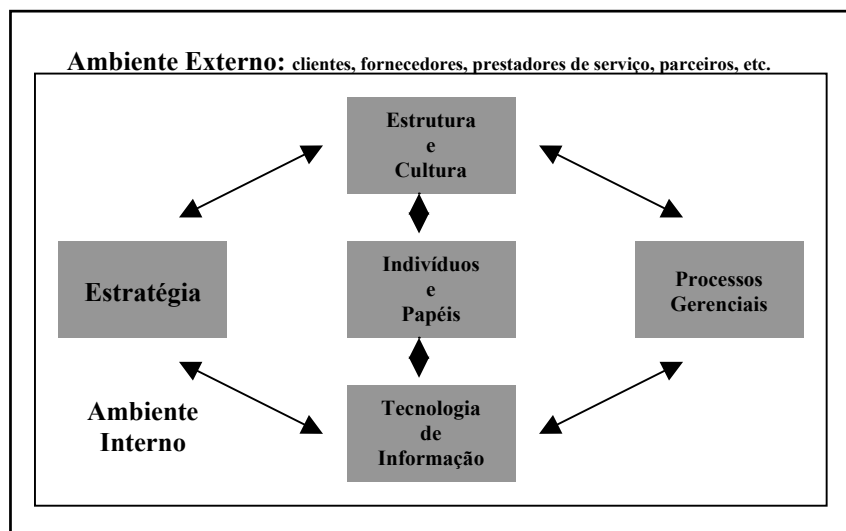 Ambiente Externo: clientes, fornecedores, prestadores de serviço, parceiros, etc.
Estrutura
e
Cultura
Estratégia
Indivíduos
e
Papéis
Processos
Gerenciais
Ambiente
Interno
Tecnologia
de
Informação